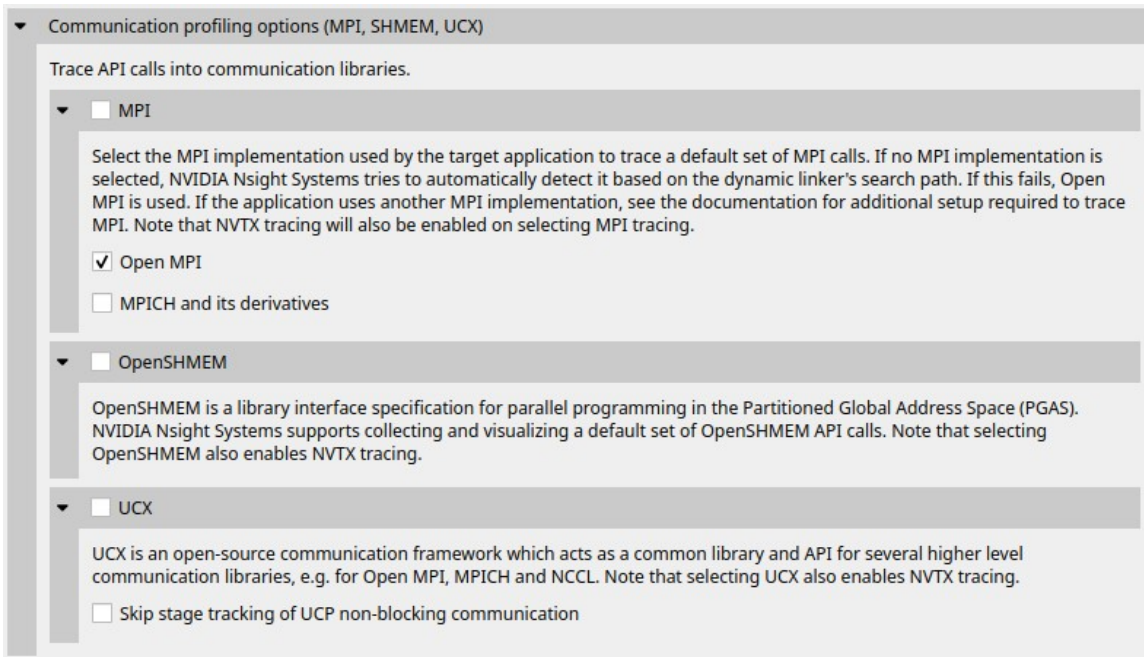 Communication profiling options (MPI, SHMEM, UCX)
Trace API calls into communication libraries.
MPI
Select the MPI implementation used by the target application to trace a default set of MPI calls. If no MPI implementation is
selected, NVIDIA Nsight Systems tries to automatically detect it based on the dynamic linker's search path. If this fails, Open
MPI is used. If the application uses another MPI implementation, see the documentation for additional setup required to trace
MPI. Note that NVTX tracing will also be enabled on selecting MPI tracing.
Open MPI
MPICH and its derivatives
OpenSHMEM
OpenSHMEM is a library interface specification for parallel programming in the Partitioned Global Address Space (PGAS).
NVIDIA Nsight Systems supports collecting and visualizing a default set of OpenSHMEM API calls. Note that selecting
OpenSHMEM also enables NVTX tracing.
UCX
UCX is an open-source communication framework which acts as a common library and API for several higher level
communication libraries, e.g. for Open MPI, MPICH and NCCL. Note that selecting UCX also enables NVTX tracing.
Skip stage tracking of UCP non-blocking communication